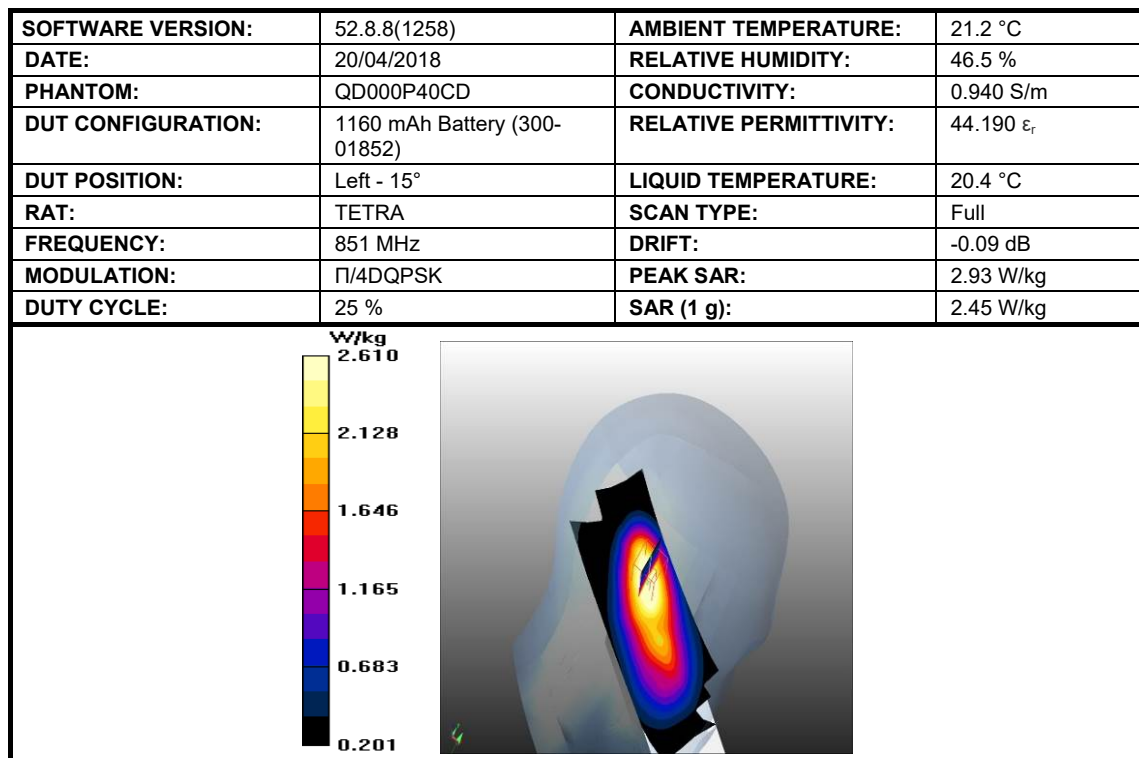 SOFTWARE VERSION: 52.8.8(1258) AMBIENT TEMPERATURE: 21.2 °C
DATE: 20/04/2018 RELATIVE HUMIDITY: 46.5 %
PHANTOM: QD000P40CD CONDUCTIVITY: 0.940 S/m
DUT CONFIGURATION: 1160 mAh Battery (300- RELATIVE PERMITTIVITY: 44.190 εr
01852)
DUT POSITION: Left - 15° LIQUID TEMPERATURE: 20.4 °C
RAT: TETRA SCAN TYPE: Full
FREQUENCY: 851 MHz DRIFT: -0.09 dB
MODULATION: Π/4DQPSK PEAK SAR: 2.93 W/kg
DUTY CYCLE: 25 % SAR (1 g): 2.45 W/kg
W/kg
2.610
2.128
1.646
1.165
0.683
0.201